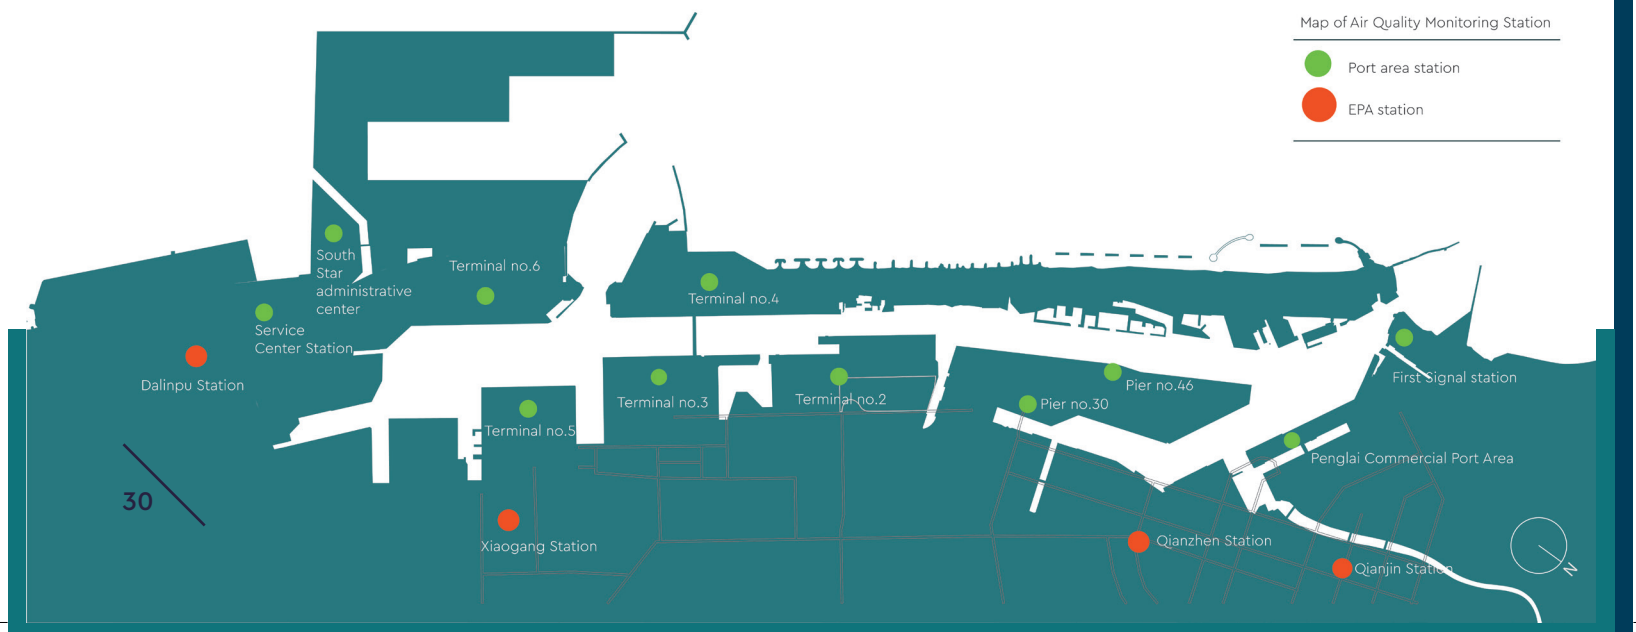 Map of Air Quality Monitoring Station
Port area station
EPA station
South
Star
administrative
center
Terminal no.6
Terminal no.4
Service
Center Station
Dalinpu Station
First Signal station
Pier no.46
Terminal no.3
Terminal no.2
Pier no.30
Terminal no.5
Penglai Commercial Port Area
30
Xiaogang Station
Qianzhen Station
Qianjin Station
N